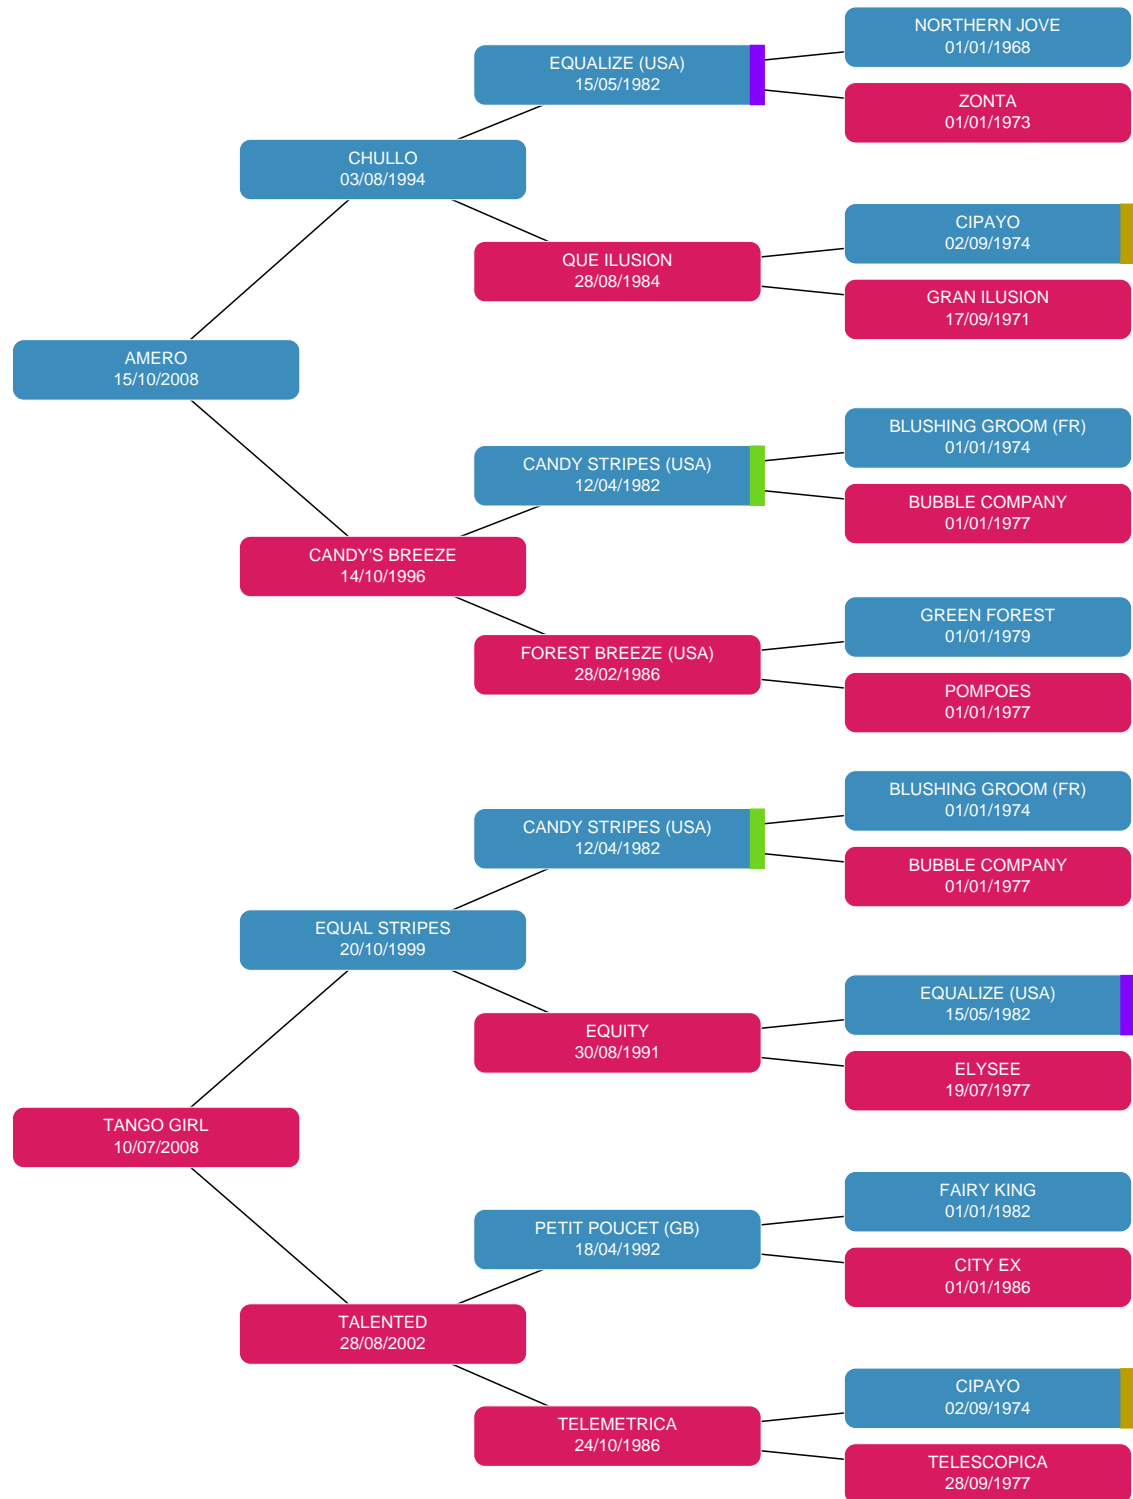 NORTHERN JOVE
01/01/1968
EQUALIZE (USA)
15/05/1982
ZONTA
01/01/1973
CHULLO
03/08/1994
CIPAYO
02/09/1974
QUE ILUSION
28/08/1984
GRAN ILUSION
17/09/1971
AMERO
15/10/2008
BLUSHING GROOM (FR)
01/01/1974
CANDY STRIPES (USA)
12/04/1982
BUBBLE COMPANY
01/01/1977
CANDY'S BREEZE
14/10/1996
GREEN FOREST
01/01/1979
FOREST BREEZE (USA)
28/02/1986
POMPOES
01/01/1977
BLUSHING GROOM (FR)
01/01/1974
CANDY STRIPES (USA)
12/04/1982
BUBBLE COMPANY
01/01/1977
EQUAL STRIPES
20/10/1999
EQUALIZE (USA)
15/05/1982
EQUITY
30/08/1991
ELYSEE
19/07/1977
TANGO GIRL
10/07/2008
FAIRY KING
01/01/1982
PETIT POUCET (GB)
18/04/1992
CITY EX
01/01/1986
TALENTED
28/08/2002
CIPAYO
02/09/1974
TELEMETRICA
24/10/1986
TELESCOPICA
28/09/1977